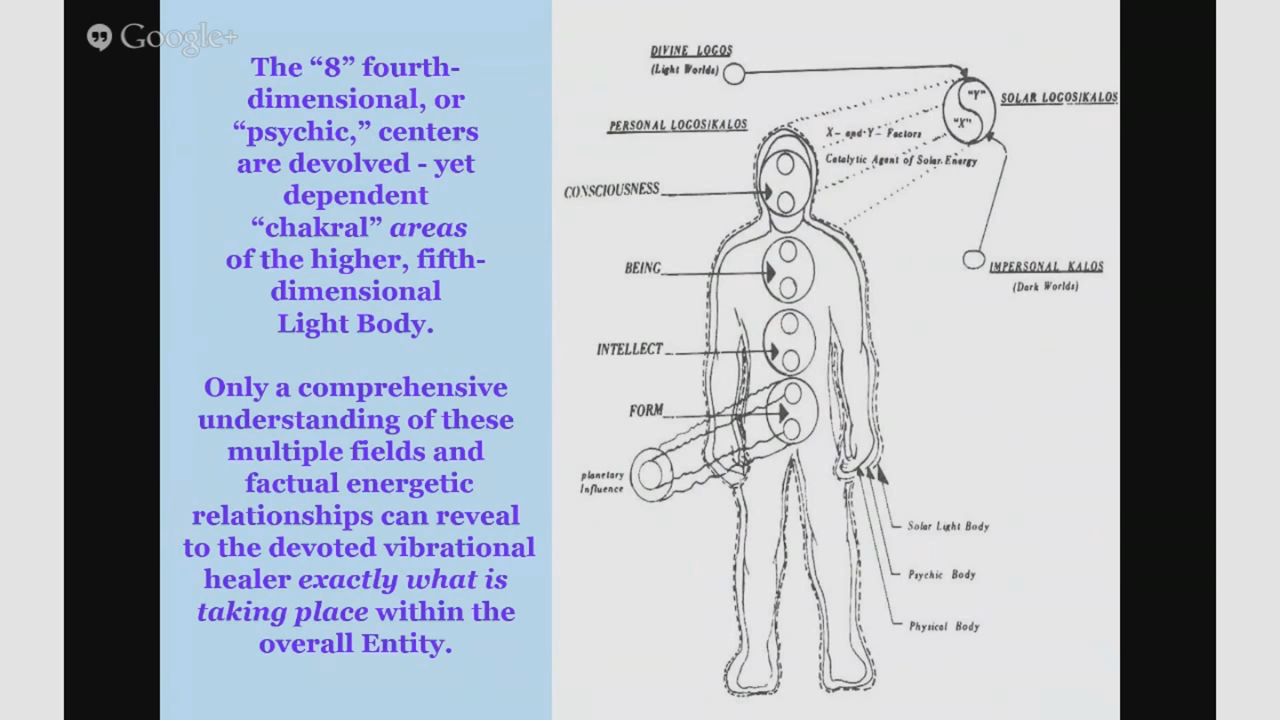 Google+
The “8” fourth-
dimensional, or
“psychic,” centers
are devolved - yet
dependent
“chakral” areas
of the higher, fifth-
dimensional
Light Body.
Only a comprehensive
understanding of these
multiple fields and
factual energetic
relationships can reveal
to the devoted vibrational
healer exactly what is
taking place within the
overall Entity.
DIVINE LOGOS
(Light Worlds)
"Y"
"X"
SOLAR LOGOS/KALOS
PERSONAL LOGOS/KALOS
X- and-Y- Factors
Catalytic Agent of Solar Energy
CONSCIOUSNESS
BEING
IMPERSONAL KALOS
(Dark Worlds)
INTELLECT
FORM
planetary
Influence
Solar Light Body
Psychic Body
Physical Body